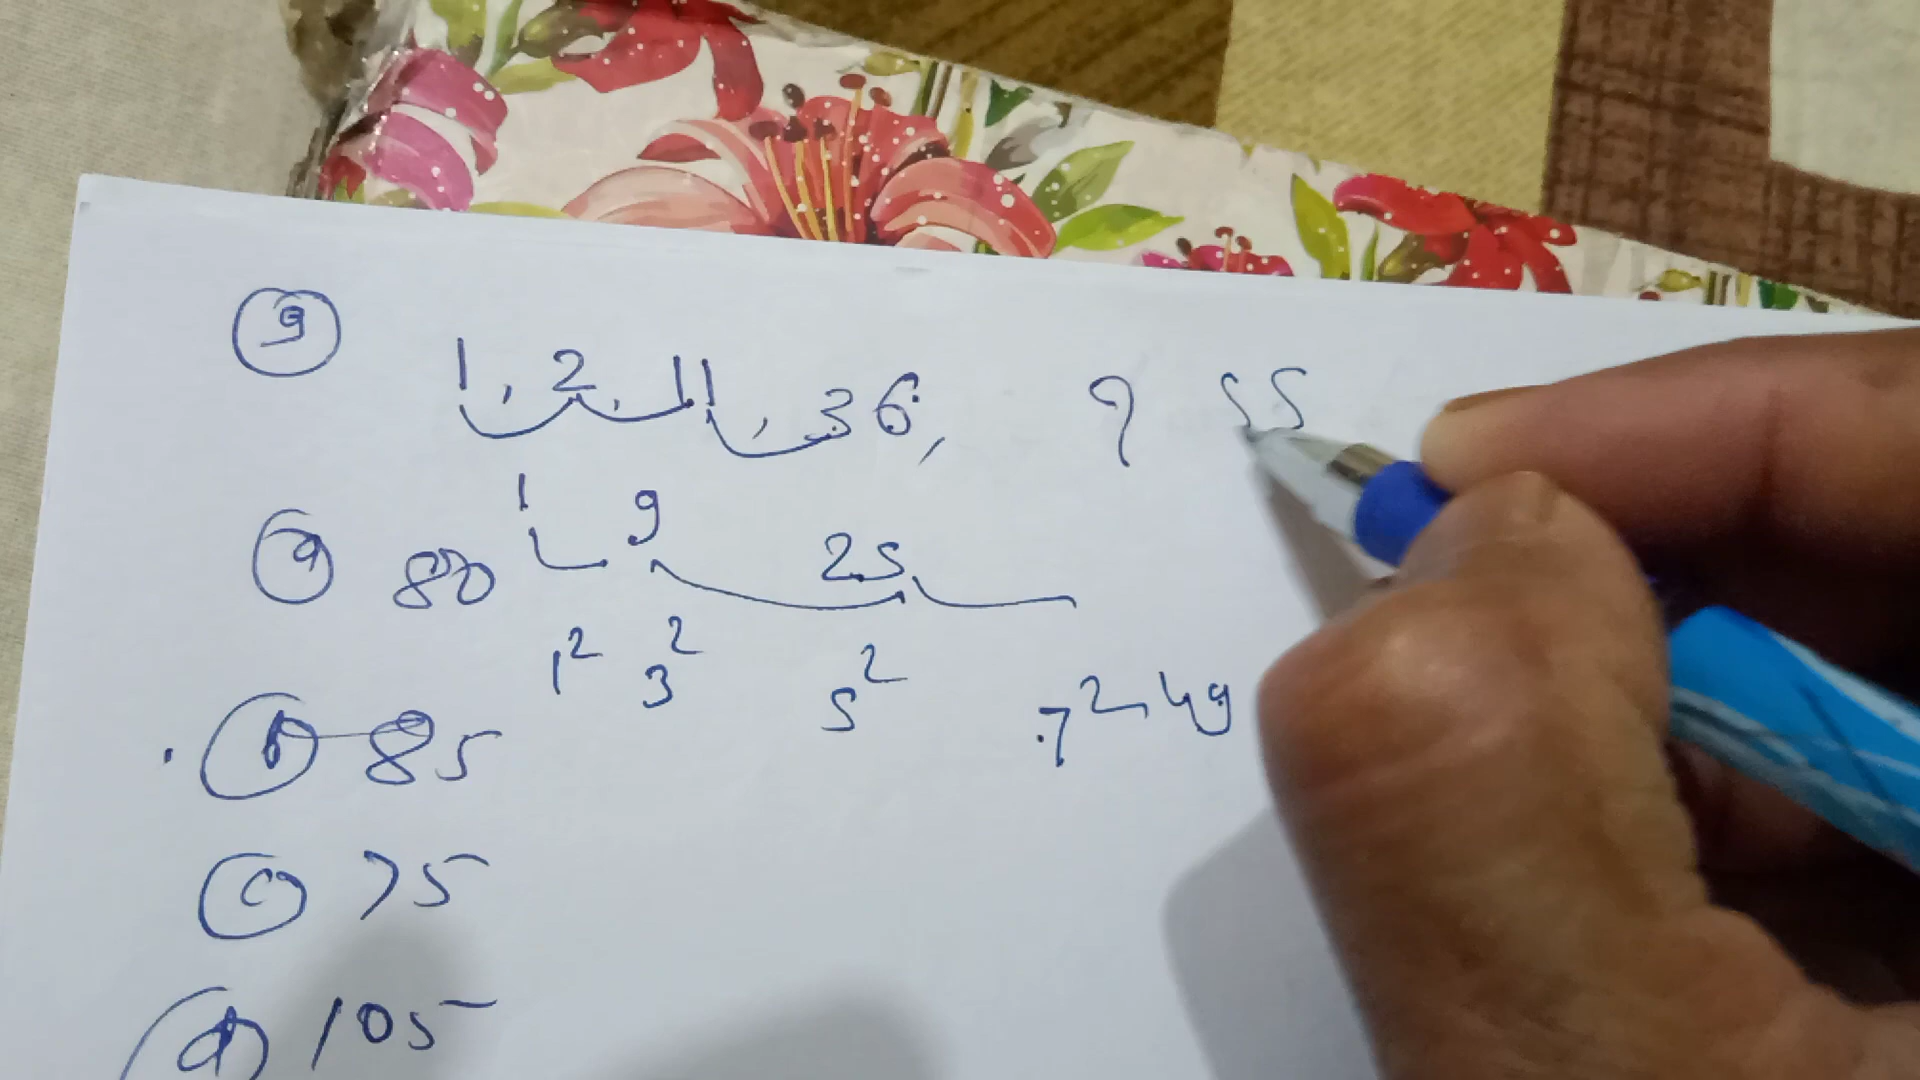 9 1, 2, 11, 36, ? 55
1 9 25
a 80
1² 3² 5² 7² 49
b 85
c 75
d 105